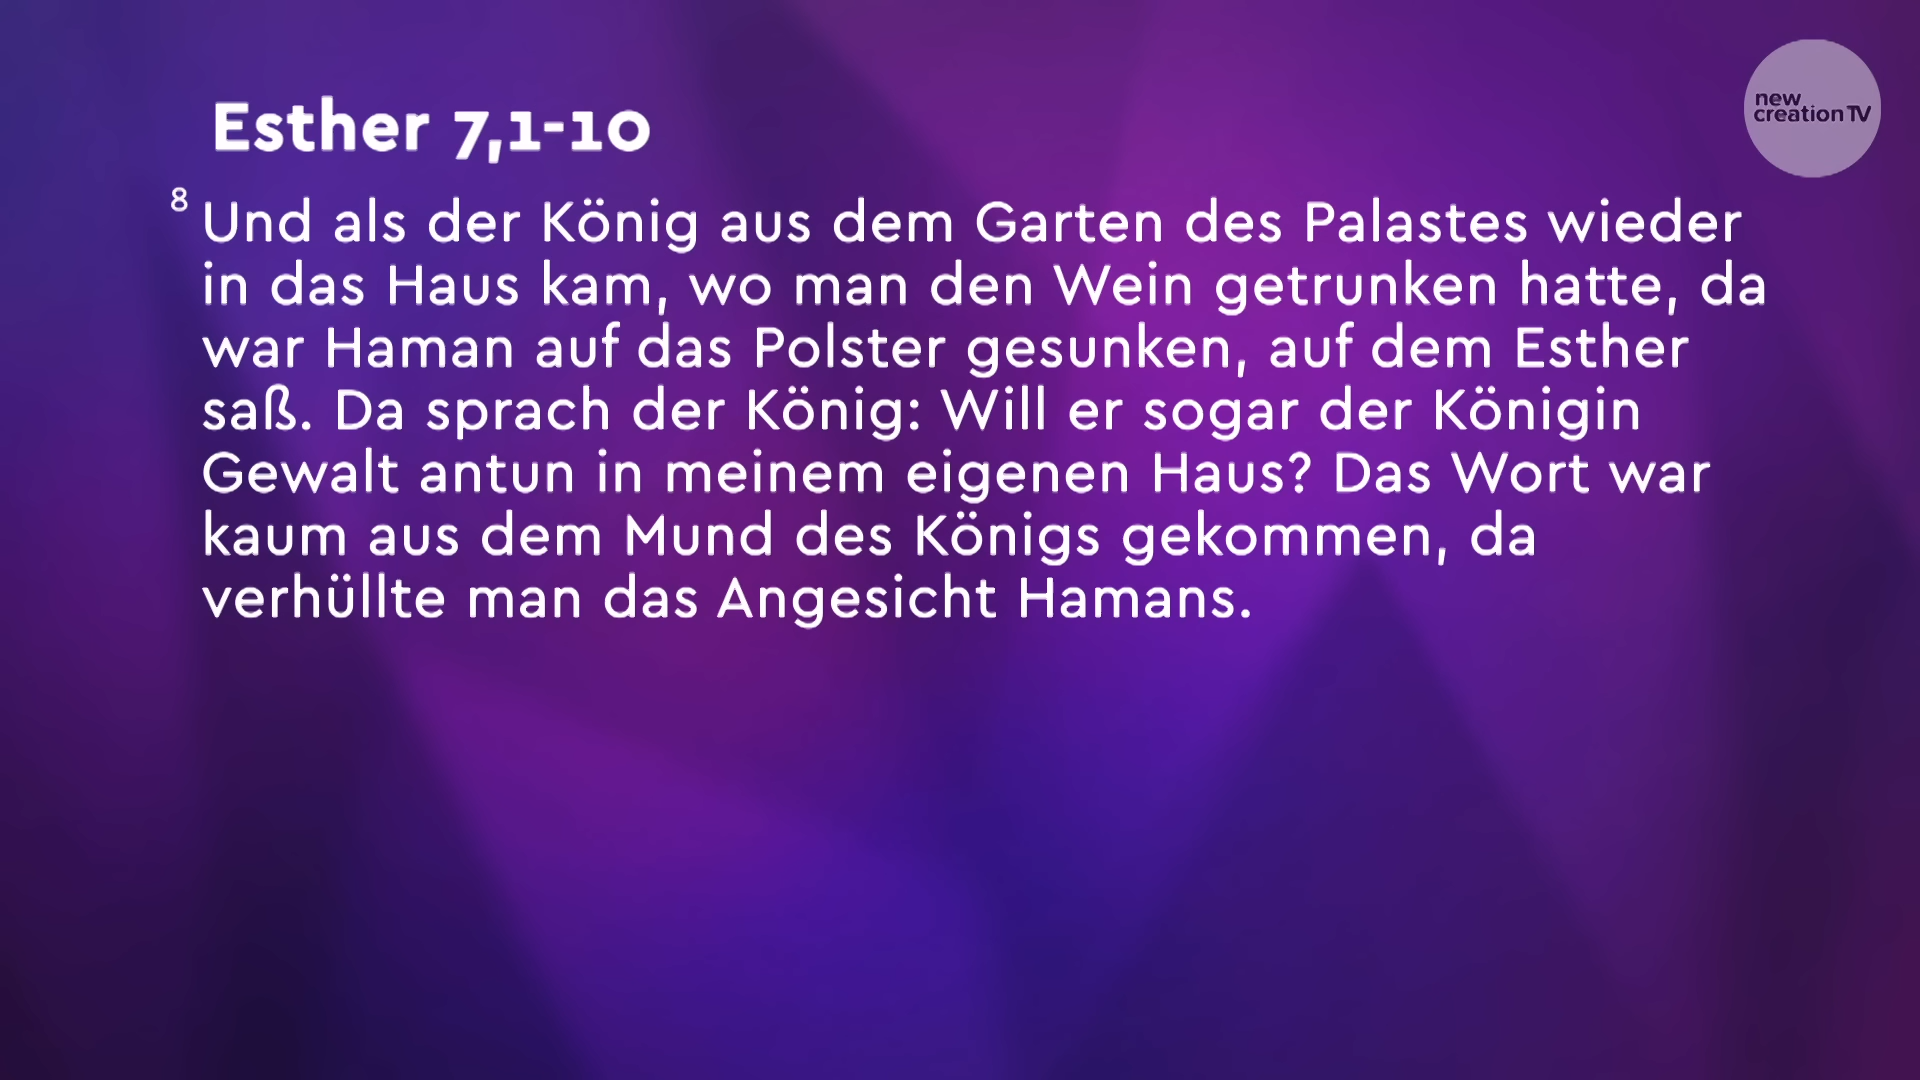 Esther 7,1-10
new
creationTV
8 Und als der König aus dem Garten des Palastes wieder
in das Haus kam, wo man den Wein getrunken hatte, da
war Haman auf das Polster gesunken, auf dem Esther
saß. Da sprach der König: Will er sogar der Königin
Gewalt antun in meinem eigenen Haus? Das Wort war
kaum aus dem Mund des Königs gekommen, da
verhüllte man das Angesicht Hamans.